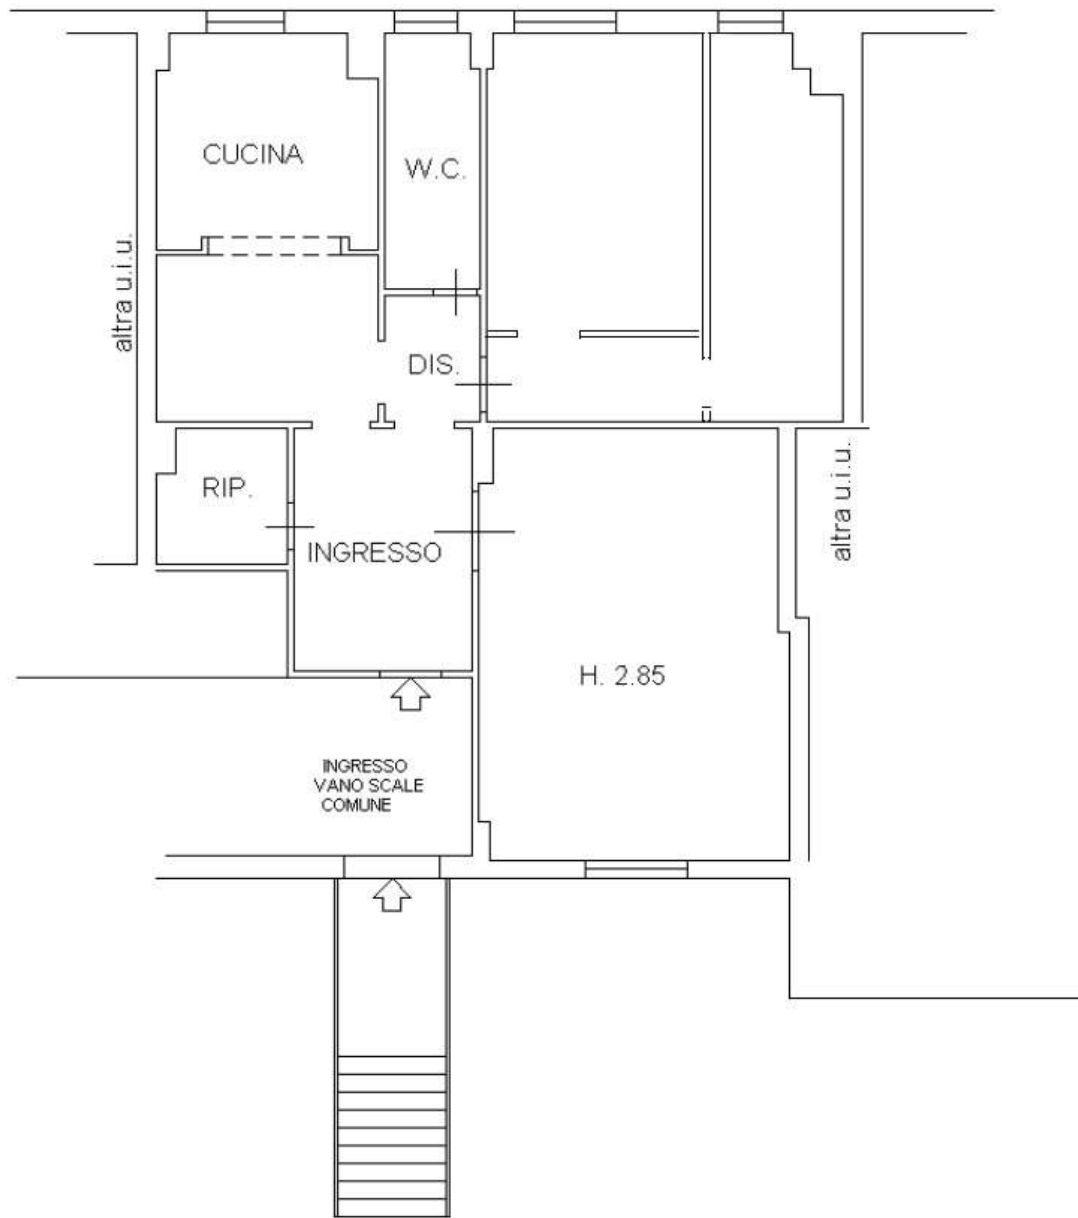 CUCINA
W.C.
altra u.i.u.
DIS.
RIP.
INGRESSO
altra u.i.u.
H. 2.85
INGRESSO
VANO SCALE
COMUNE